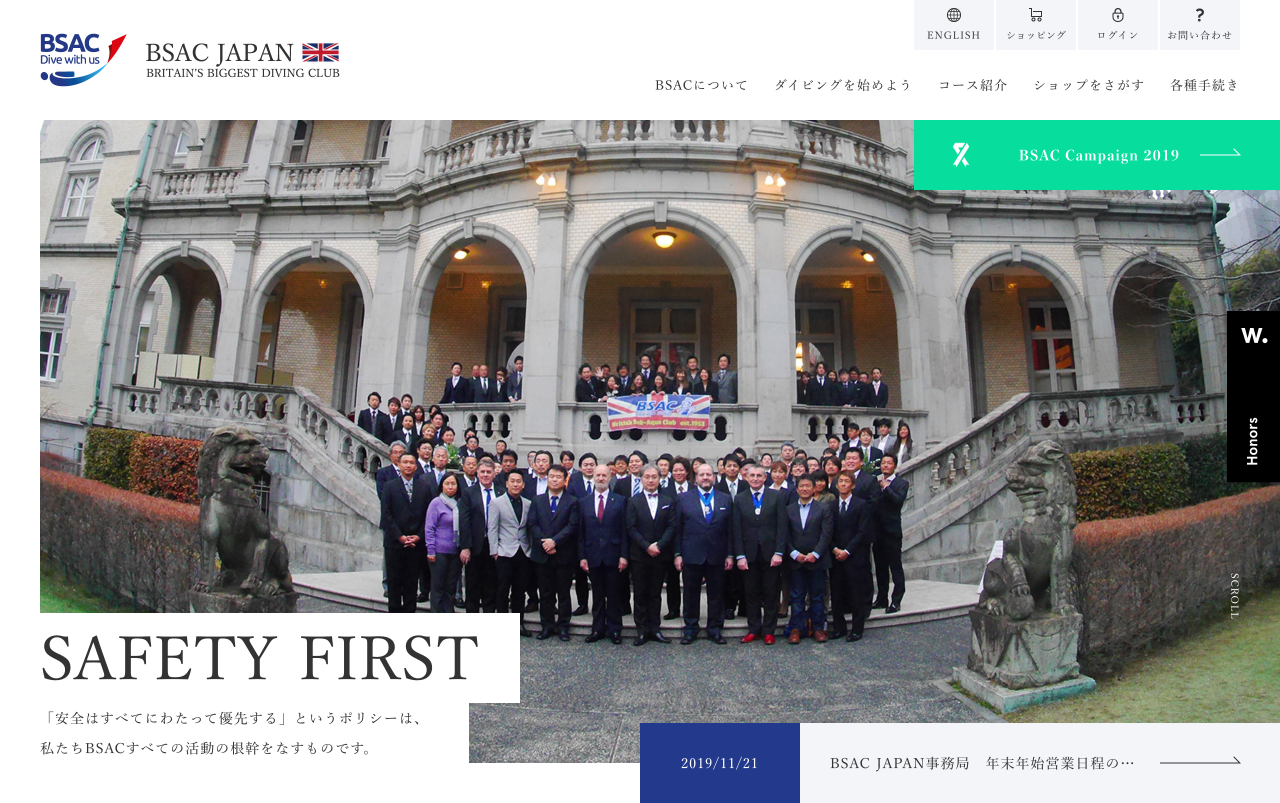 ENGLISH
ショッピング
ログイン
お問い合わせ
BSAC
Dive with us
BSAC JAPAN
BRITAIN'S BIGGEST DIVING CLUB
BSACについて
ダイビングを始めよう
コース紹介
ショップをさがす
各種手続き
BSAC Campaign 2019
W.
Honors
BSAC
British Sub-Aqua Club est.1953
SCROLL
SAFETY FIRST
「安全はすべてにわたって優先する」というポリシーは、
私たちBSACすべての活動の根幹をなすものです。
2019/11/21
BSAC JAPAN事務局 年末年始営業日程の…